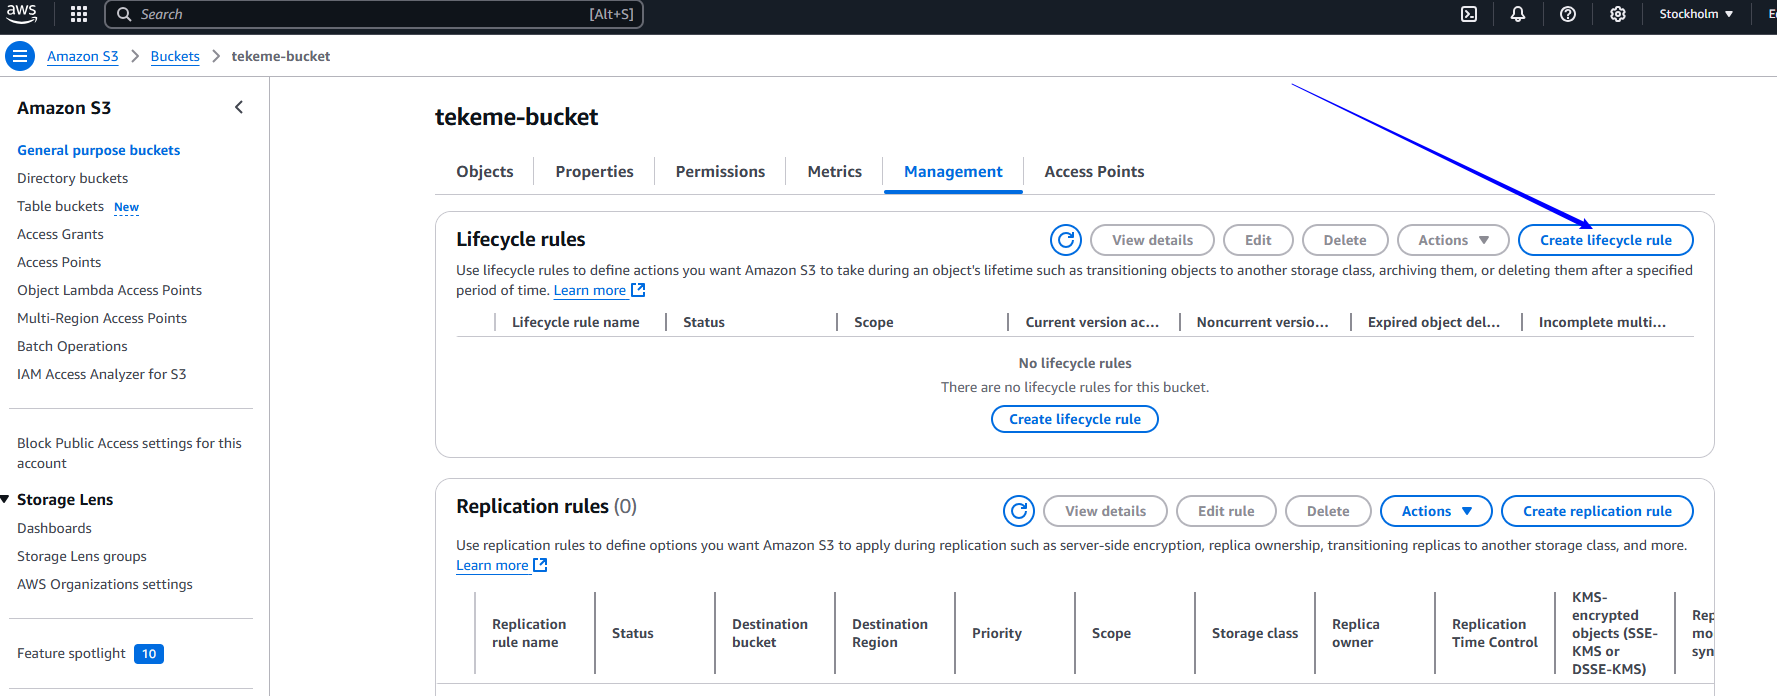 aws
Search [Alt+S]
Stockholm
Amazon S3 > Buckets > tekeme-bucket
Amazon S3
General purpose buckets
Directory buckets
Table buckets New
Access Grants
Access Points
Object Lambda Access Points
Multi-Region Access Points
Batch Operations
IAM Access Analyzer for S3
Block Public Access settings for this
account
Storage Lens
Dashboards
Storage Lens groups
AWS Organizations settings
Feature spotlight 10
tekeme-bucket
Objects Properties Permissions Metrics Management Access Points
Lifecycle rules View details Edit Delete Actions Create lifecycle rule
Use lifecycle rules to define actions you want Amazon S3 to take during an object's lifetime such as transitioning objects to another storage class, archiving them, or deleting them after a specified
period of time. Learn more
Lifecycle rule name Status Scope Current version ac... Noncurrent versio... Expired object del... Incomplete multi...
No lifecycle rules
There are no lifecycle rules for this bucket.
Create lifecycle rule
Replication rules (0) View details Edit rule Delete Actions Create replication rule
Use replication rules to define options you want Amazon S3 to apply during replication such as server-side encryption, replica ownership, transitioning replicas to another storage class, and more.
Learn more
Replication
rule name
Status
Destination
bucket
Destination
Region
Priority
Scope
Storage class
Replica
owner
Replication
Time Control
KMS-
encrypted
objects (SSE-
KMS or
DSSE-KMS)